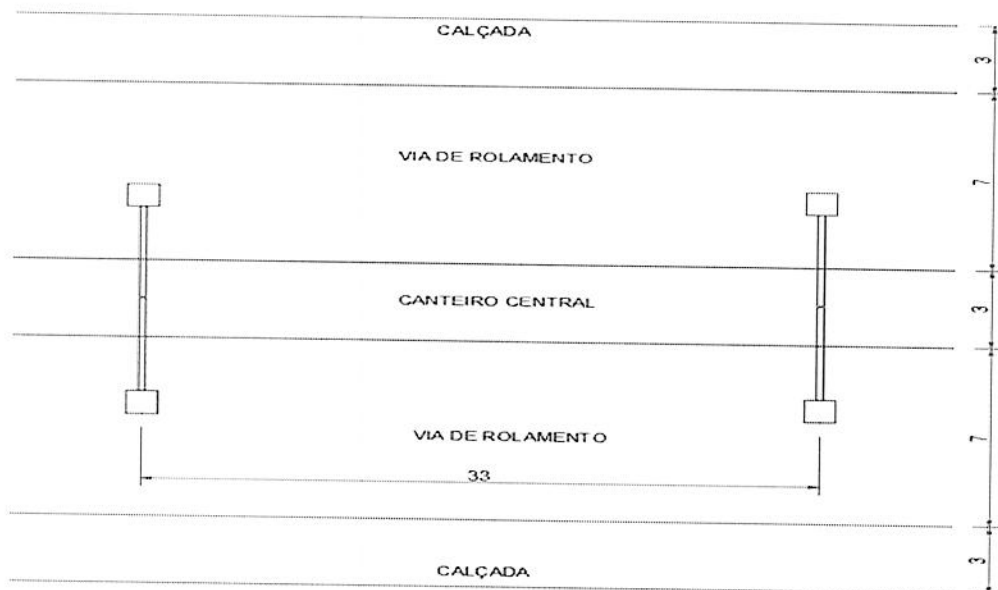 CALÇADA
3
VIA DE ROLAMENTO
7
CANTEIRO CENTRAL
3
VIA DE ROLAMENTO
7
33
CALÇADA
3